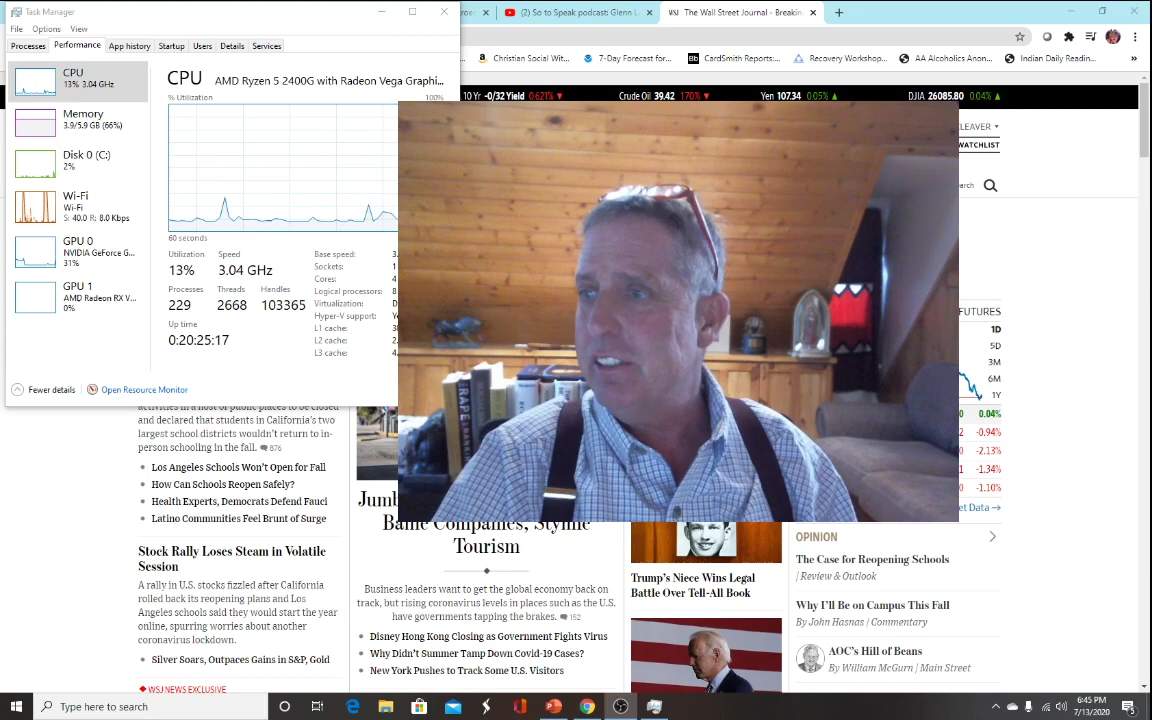 Task Manager
(2) So to Speak podcast: Glenn L
The Wall Street Journal - Breakin
File Options View
Processes Performance App history Startup Users Details Services
Christian Social Wit...
7-Day Forecast for...
CardSmith Reports:...
Recovery Workshop...
AA Alcoholics Anon...
Indian Daily Readin...
»
CPU
13% 3.04 GHz
Memory
3.9/5.9 GB (66%)
Disk 0 (C:)
2%
Wi-Fi
Wi-Fi
S: 40.0 R: 8.0 Kbps
GPU 0
NVIDIA GeForce G...
31%
GPU 1
AMD Radeon RX V...
0%
CPU AMD Ryzen 5 2400G with Radeon Vega Graphi...
% Utilization 100%
60 seconds
Utilization Speed
13% 3.04 GHz
Processes Threads Handles
229 2668 103365
Up time
0:20:25:17
Base speed: 3.
Sockets: 1
Cores: 4
Logical processors: 8
Virtualization:
Hyper-V support:
L1 cache:
L2 cache: 2.
L3 cache: 4.
Fewer details Open Resource Monitor
10 Yr -0/32 Yield 0.621% ▼ Crude Oil 39.42 1.70% ▼ Yen 107.34 0.05% ▲ DJIA 26085.80 0.04% ▲
CLEAVER
WATCHLIST
FUTURES
1D
5D
3M
6M
1Y
0.04%
-0.94%
-2.13%
-1.34%
-1.10%
Data →
and declared that students in California's two
largest school districts wouldn't return to in-
person schooling in the fall. 876
• Los Angeles Schools Won't Open for Fall
• How Can Schools Reopen Safely?
• Health Experts, Democrats Defend Fauci
• Latino Communities Feel Brunt of Surge
Stock Rally Loses Steam in Volatile
Session
A rally in U.S. stocks fizzled after California
rolled back its reopening plans and Los
Angeles schools said they would start the year
online, spurring worries about another
coronavirus lockdown.
• Silver Soars, Outpaces Gains in S&P, Gold
WSJ NEWS EXCLUSIVE
Companies, Stymie
Tourism
Business leaders want to get the global economy back on
track, but rising coronavirus levels in places such as the U.S.
have governments tapping the brakes. 152
• Disney Hong Kong Closing as Government Fights Virus
• Why Didn't Summer Tamp Down Covid-19 Cases?
• New York Pushes to Track Some U.S. Visitors
Trump's Niece Wins Legal
Battle Over Tell-All Book
OPINION
The Case for Reopening Schools
| Review & Outlook
Why I'll Be on Campus This Fall
By John Hasnas | Commentary
AOC's Hill of Beans
By William McGurn | Main Street
Type here to search
6:45 PM
7/13/2020
5